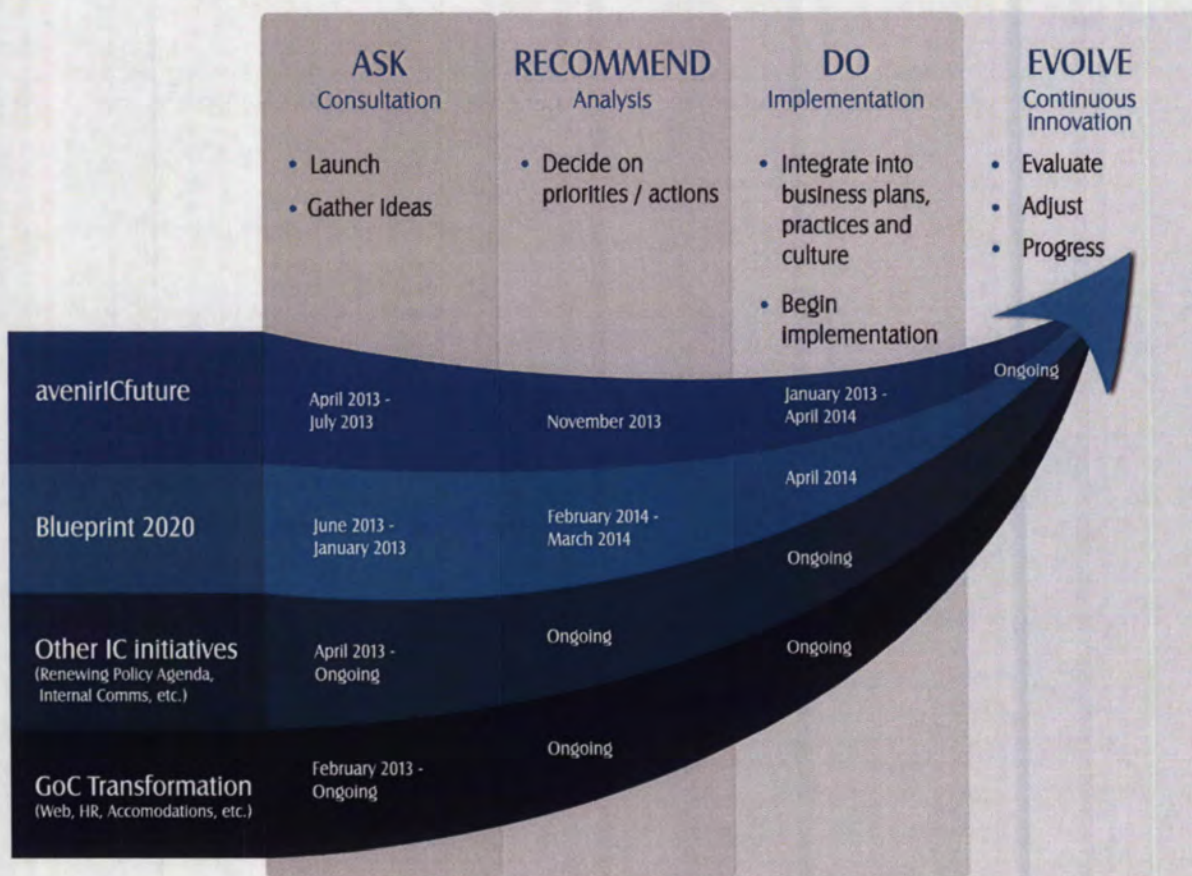 ASK
Consultation
• Launch
• Gather Ideas
RECOMMEND
Analysis
• Decide on
priorities / actions
DO
Implementation
• Integrate into
business plans,
practices and
culture
• Begin
implementation
EVOLVE
Continuous
Innovation
• Evaluate
• Adjust
• Progress
avenirICfuture
April 2013 -
July 2013
November 2013
January 2013 -
April 2014
Ongoing
Blueprint 2020
June 2013 -
January 2013
February 2014 -
March 2014
April 2014
Other IC initiatives
(Renewing Policy Agenda,
Internal Comms, etc.)
April 2013 -
Ongoing
Ongoing
Ongoing
GoC Transformation
(Web, HR, Accomodations, etc.)
February 2013 -
Ongoing
Ongoing
Ongoing